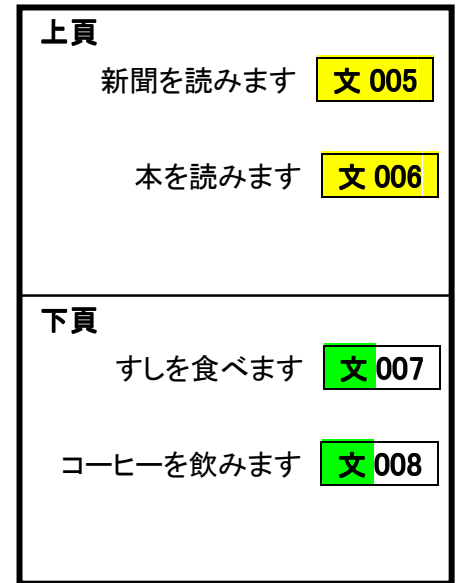 上頁
新聞を読みます 文 005
本を読みます 文 006
下頁
すしを食べます 文 007
コーヒーを飲みます 文 008